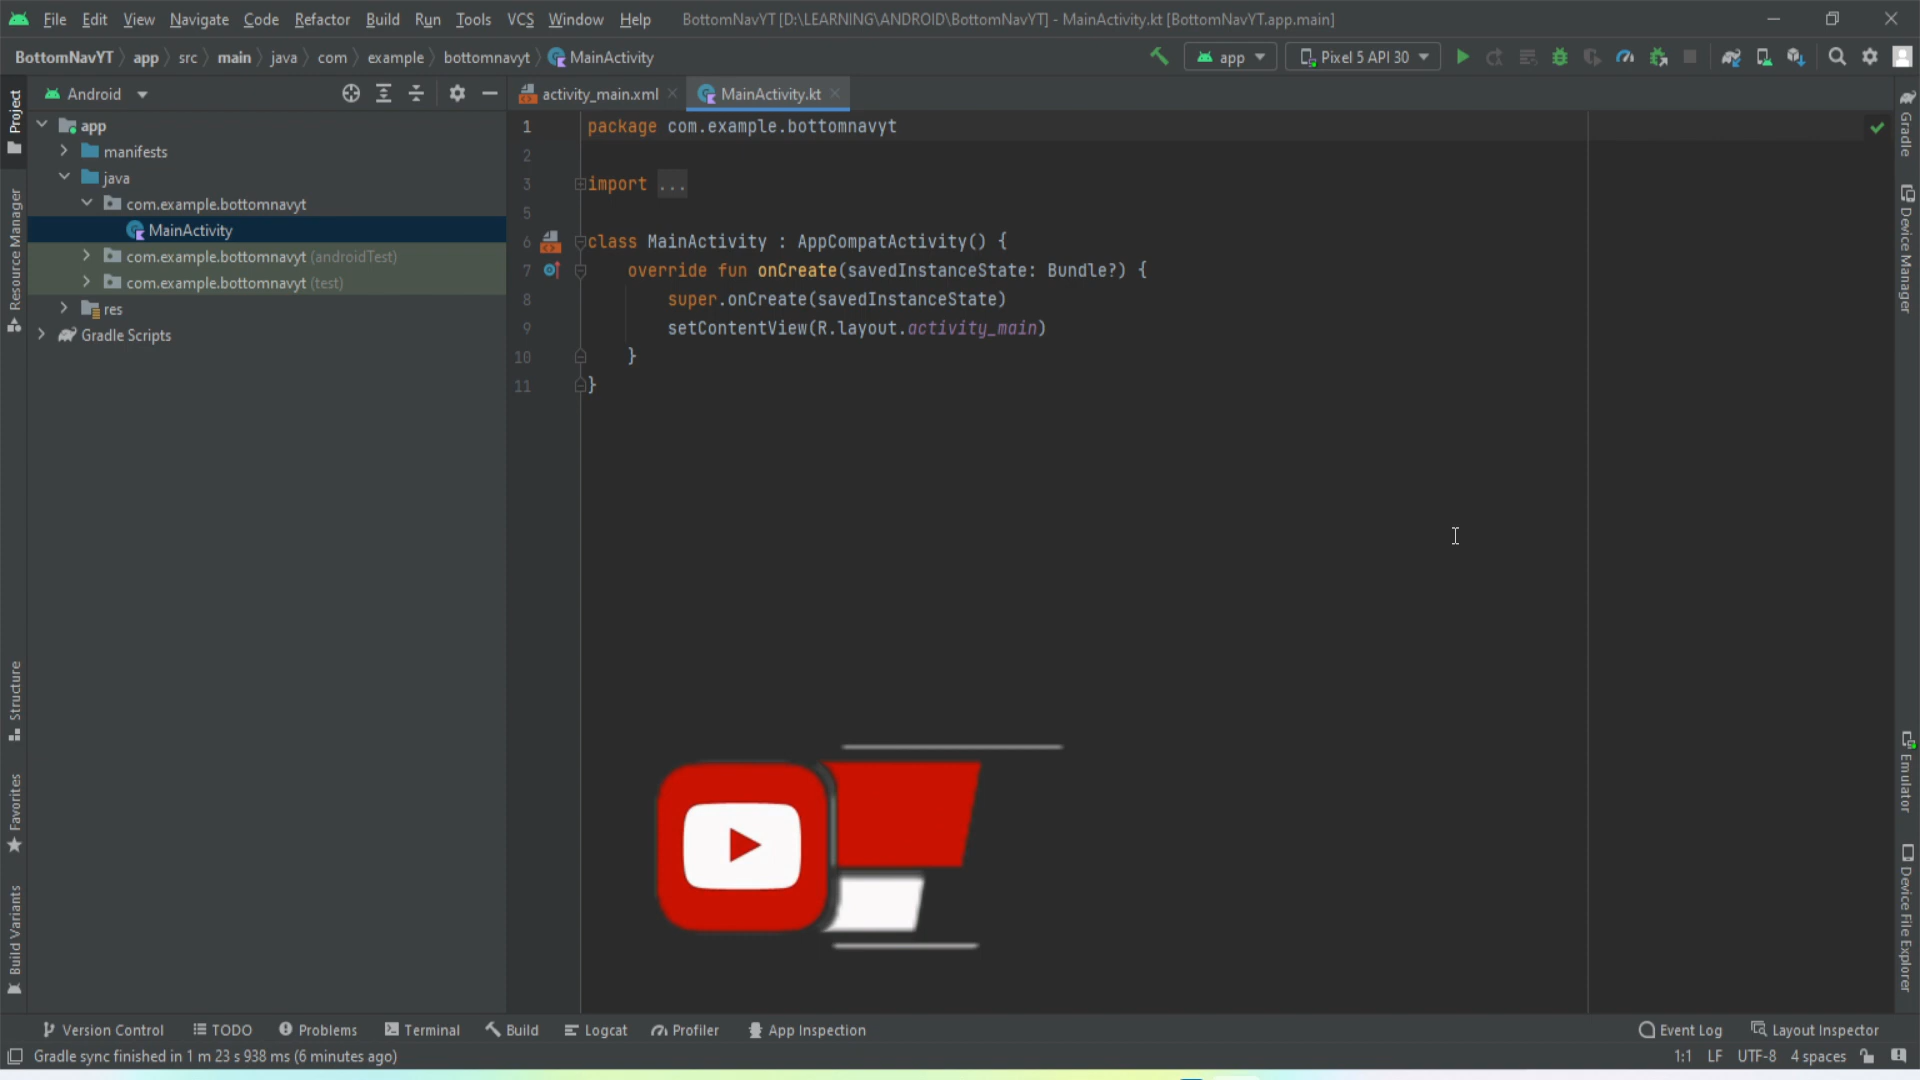 File Edit View Navigate Code Refactor Build Run Tools VCS Window Help BottomNavYT [D:\LEARNING\ANDROID\BottomNavYT] - MainActivity.kt [BottomNavYT.app.main]
BottomNavYT app src main java com example bottomnavyt MainActivity app Pixel 5 API 30
Android
activity_main.xml MainActivity.kt
Project
Resource Manager
Structure
Favorites
Build Variants
app
manifests
java
com.example.bottomnavyt
MainActivity
com.example.bottomnavyt (androidTest)
com.example.bottomnavyt (test)
res
Gradle Scripts
1 package com.example.bottomnavyt
2
3 import ...
5
6 class MainActivity : AppCompatActivity() {
7 override fun onCreate(savedInstanceState: Bundle?) {
8 super.onCreate(savedInstanceState)
9 setContentView(R.layout.activity_main)
10 }
11 }
Gradle
Device Manager
Emulator
Device File Explorer
Version Control TODO Problems Terminal Build Logcat Profiler App Inspection Event Log Layout Inspector
Gradle sync finished in 1 m 23 s 938 ms (6 minutes ago) 1:1 LF UTF-8 4 spaces